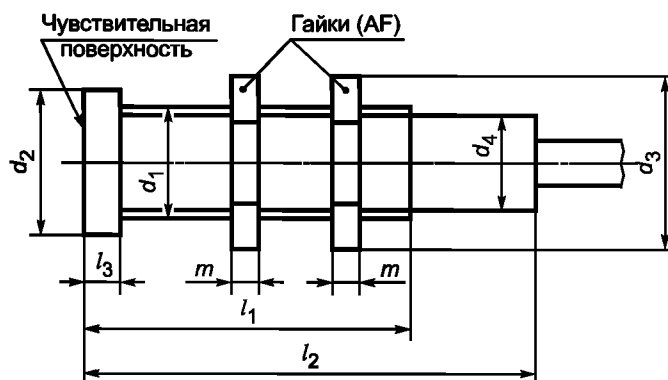 Чувствительная
поверхность
Гайки (AF)
d2
d1
d4
d3
l3
m
m
l1
l2